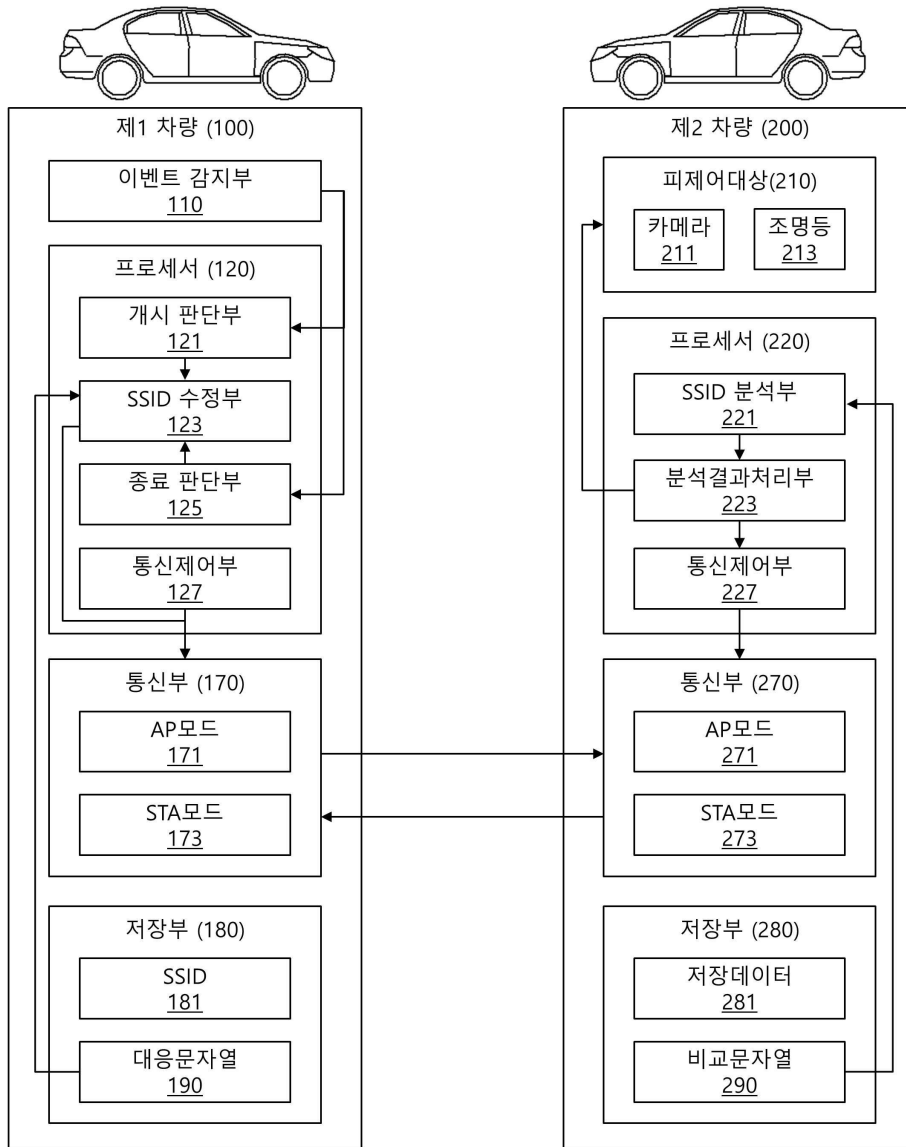 제1 차량 (100)
이벤트 감지부
110
프로세서 (120)
개시 판단부
121
SSID 수정부
123
종료 판단부
125
통신제어부
127
통신부 (170)
AP모드
171
STA모드
173
저장부 (180)
SSID
181
대응문자열
190
제2 차량 (200)
피제어대상(210)
카메라
211
조명등
213
프로세서 (220)
SSID 분석부
221
분석결과처리부
223
통신제어부
227
통신부 (270)
AP모드
271
STA모드
273
저장부 (280)
저장데이터
281
비교문자열
290